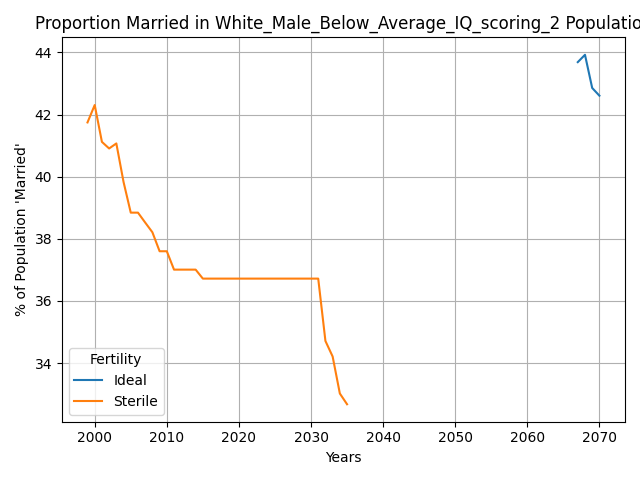 Proportion Married in White_Male_Below_Average_IQ_scoring_2 Populatio
44
42
40
38
36
34
% of Population 'Married'
Fertility
Ideal
Sterile
2000 2010 2020 2030 2040 2050 2060 2070
Years